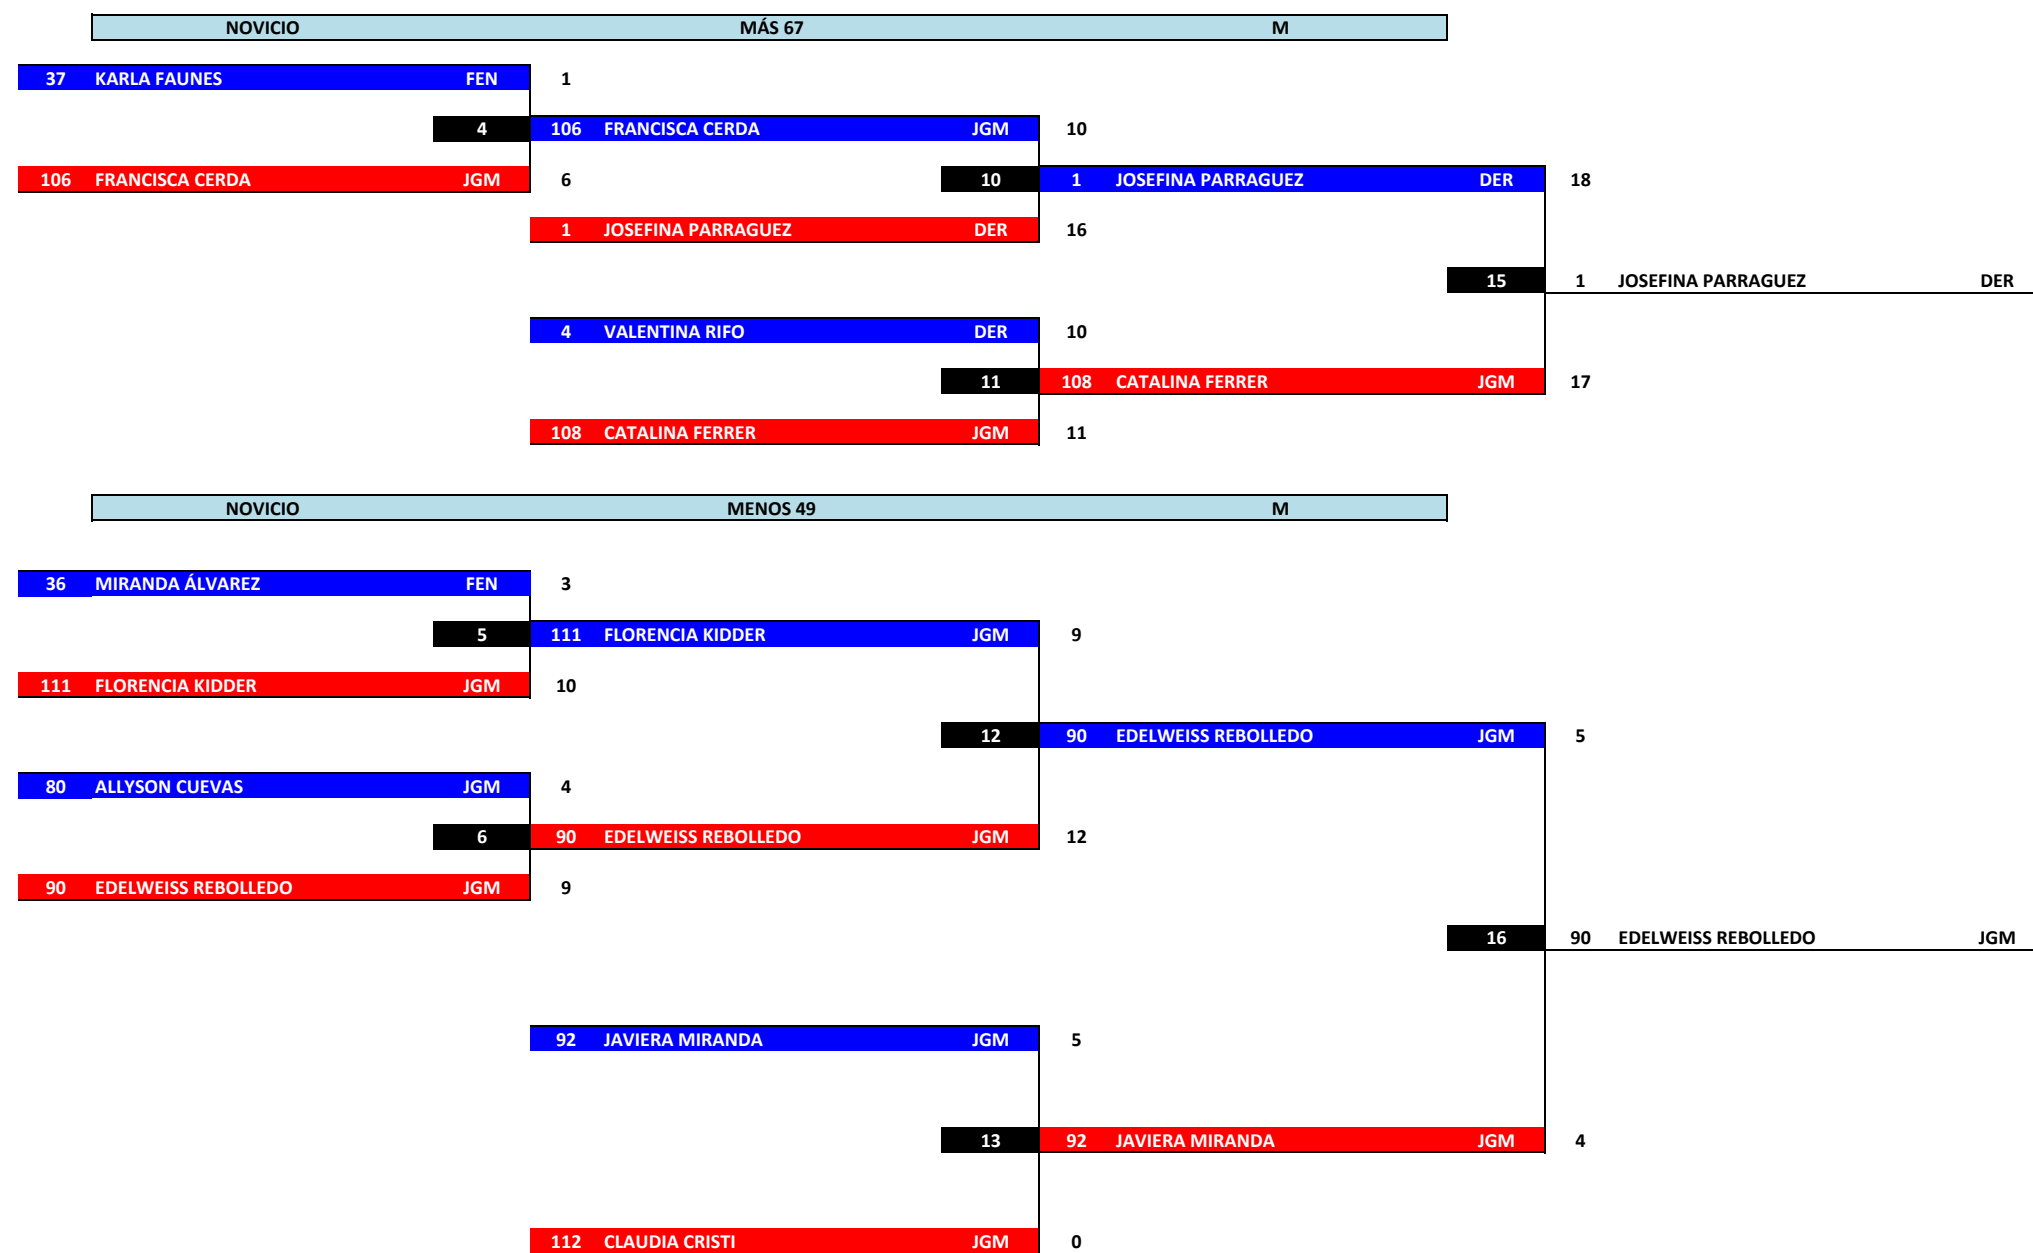 NOVICIO MÁS 67 M
37 KARLA FAUNES FEN 1
4 106 FRANCISCA CERDA JGM 10
106 FRANCISCA CERDA JGM 6 10 1 JOSEFINA PARRAGUEZ DER 18
1 JOSEFINA PARRAGUEZ DER 16
15 1 JOSEFINA PARRAGUEZ DER
4 VALENTINA RIFO DER 10
11 108 CATALINA FERRER JGM 17
108 CATALINA FERRER JGM 11
NOVICIO MENOS 49 M
36 MIRANDA ÁLVAREZ FEN 3
5 111 FLORENCIA KIDDER JGM 9
111 FLORENCIA KIDDER JGM 10
12 90 EDELWEISS REBOLLEDO JGM 5
80 ALLYSON CUEVAS JGM 4
6 90 EDELWEISS REBOLLEDO JGM 12
90 EDELWEISS REBOLLEDO JGM 9
16 90 EDELWEISS REBOLLEDO JGM
92 JAVIERA MIRANDA JGM 5
13 92 JAVIERA MIRANDA JGM 4
112 CLAUDIA CRISTI JGM 0